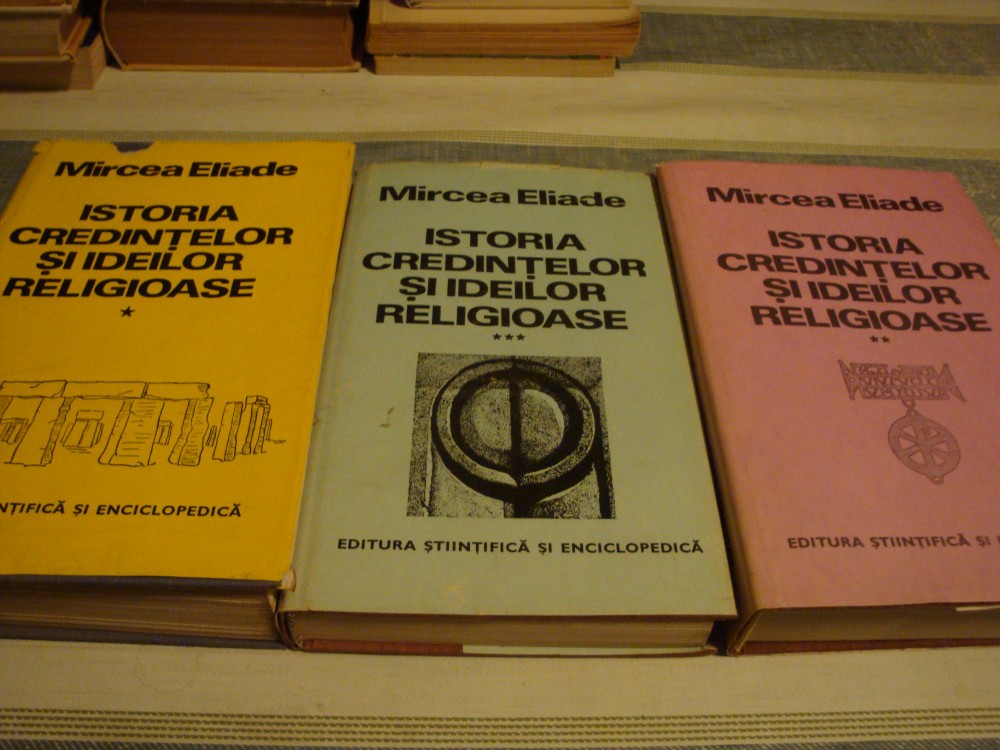 Mircea Eliade
ISTORIA
CREDINȚELOR
ȘI IDEILOR
RELIGIOASE
*
NȚIFICĂ ȘI ENCICLOPEDICĂ
Mircea Eliade
ISTORIA
CREDINȚELOR
ȘI IDEILOR
RELIGIOASE
***
EDITURA ȘTIINȚIFICĂ ȘI ENCICLOPEDICĂ
Mircea Eliade
ISTORIA
CREDINȚELOR
ȘI IDEILOR
RELIGIOASE
**
EDITURA ȘTIINȚIFICĂ ȘI